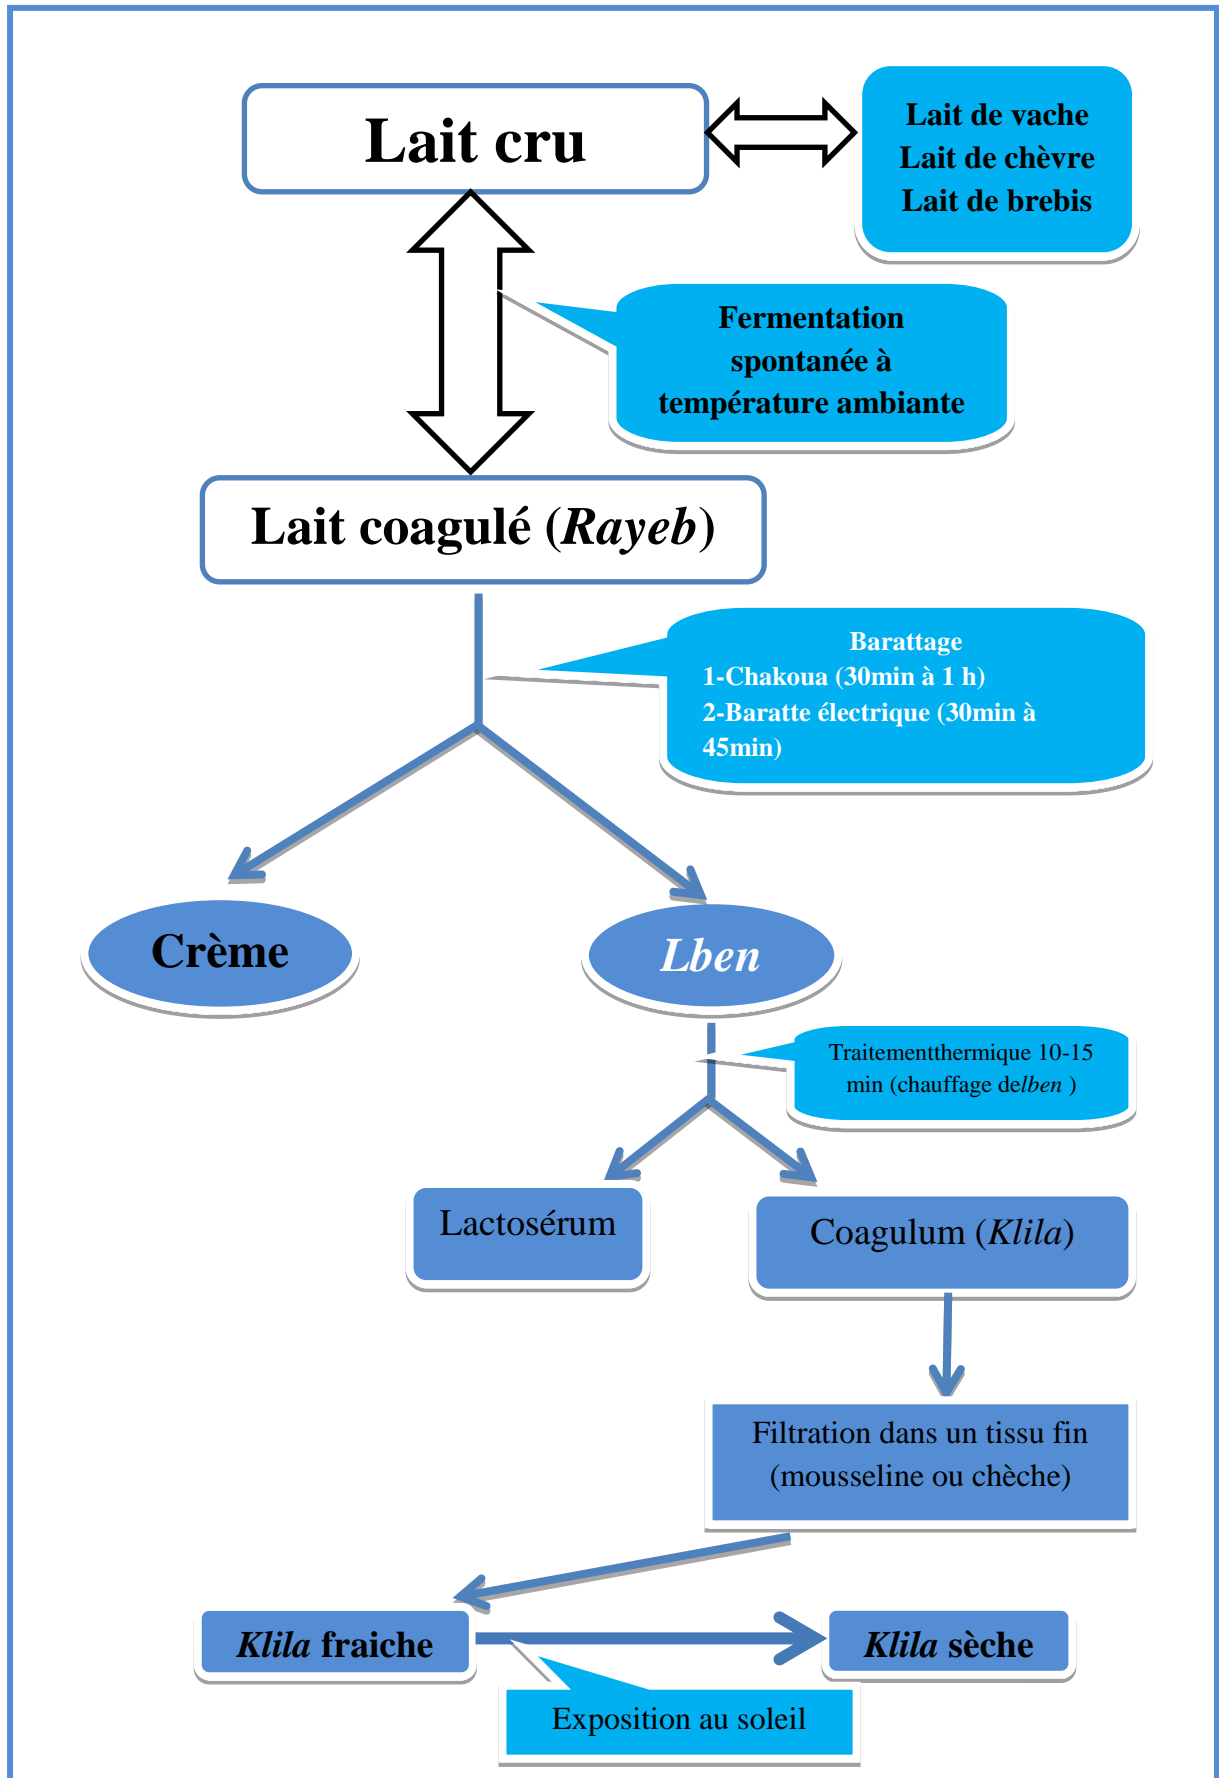 Lait cru
Lait de vache
Lait de chèvre
Lait de brebis
Fermentation
spontanée à
température ambiante
Lait coagulé (Rayeb)
Barattage
1-Chakoua (30min à 1 h)
2-Baratte électrique (30min à
45min)
Crème
Lben
Traitementthermique 10-15
min (chauffage delben )
Lactosérum
Coagulum (Klila)
Filtration dans un tissu fin
(mousseline ou chèche)
Klila fraiche
Klila sèche
Exposition au soleil